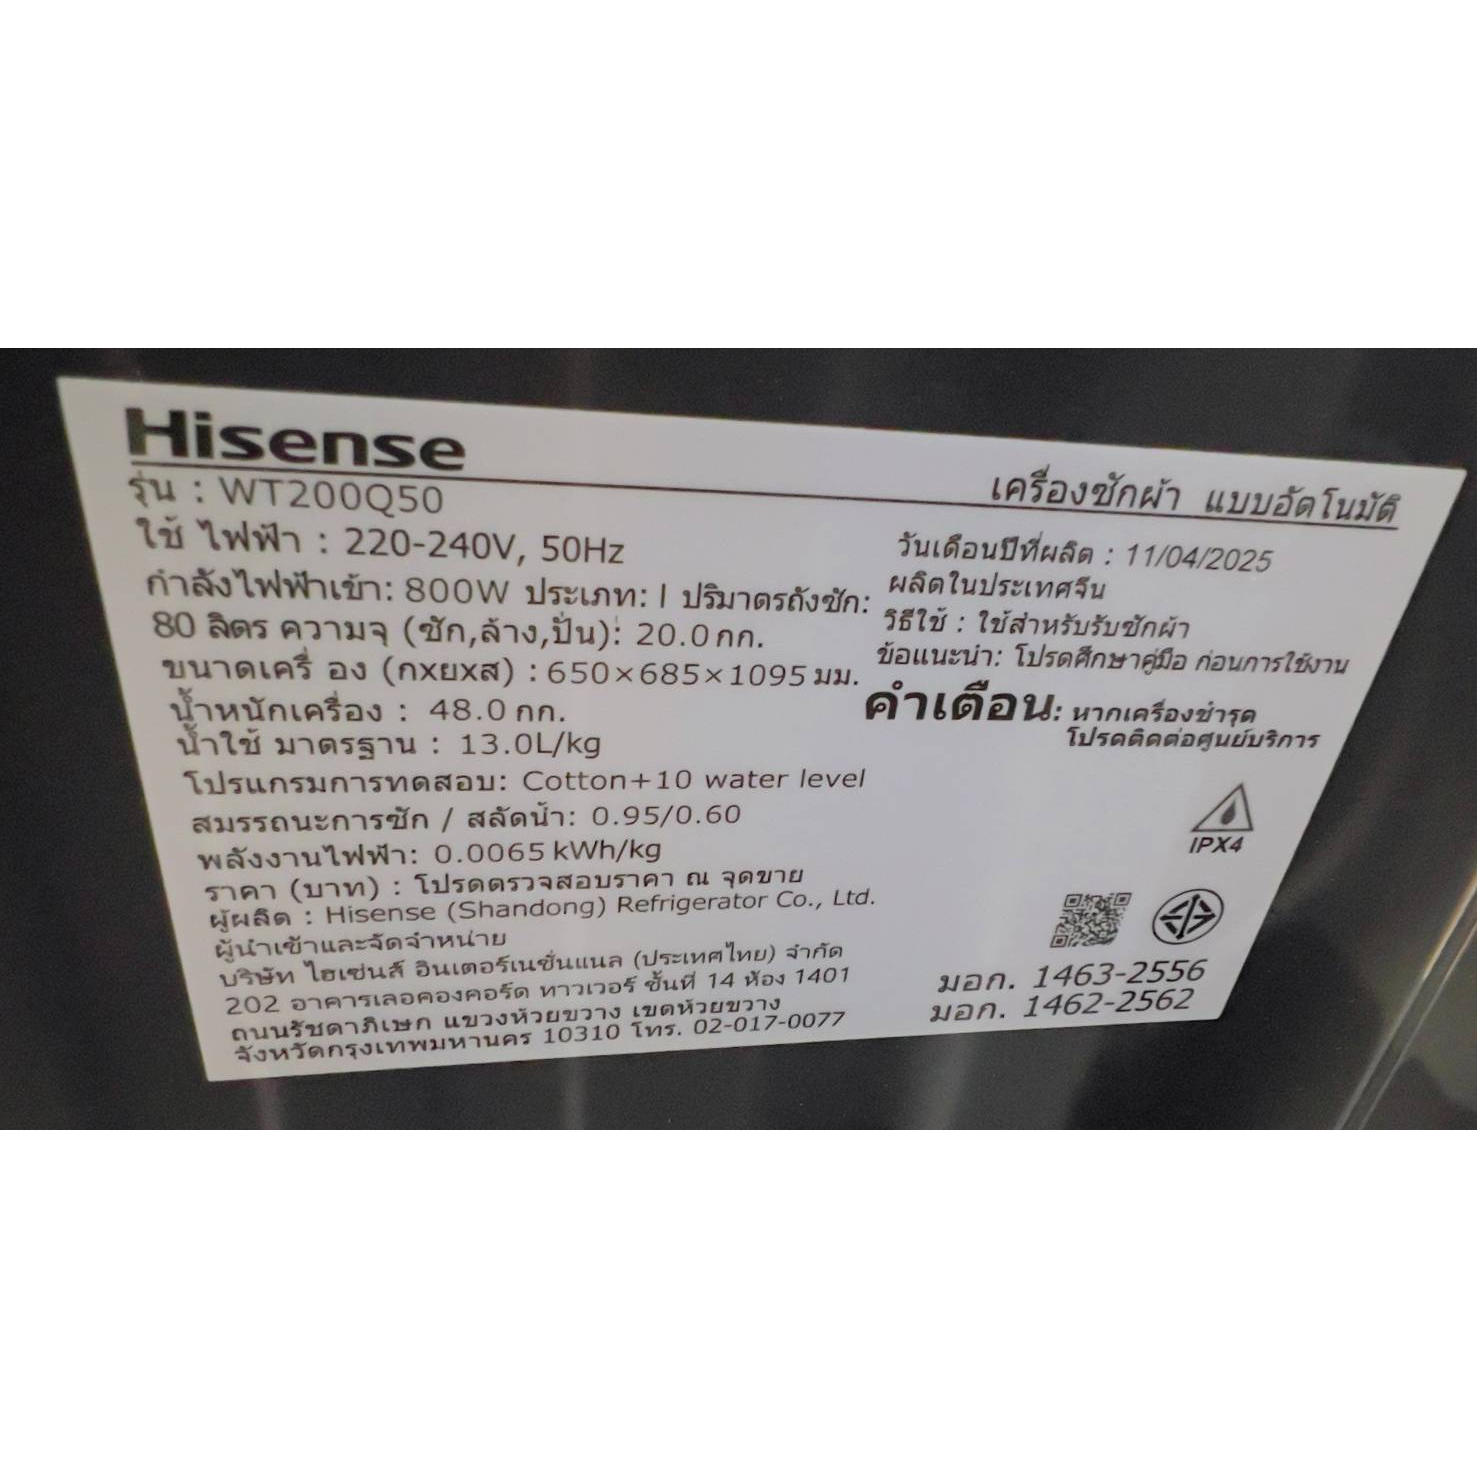 Hisense
เครื่องซักผ้า แบบอัตโนมัติ
รุ่น : WT200Q50
ใช้ ไฟฟ้า : 220-240V, 50Hz
กำลังไฟฟ้าเข้า: 800W ประเภท: I ปริมาตรถังซัก:
80 ลิตร ความจุ (ซัก,ล้าง,ปั่น): 20.0 กก.
ขนาดเครื่ อง (กxยxส) : 650×685×1095 มม.
น้ำหนักเครื่อง : 48.0 กก.
น้ำใช้ มาตรฐาน : 13.0L/kg
โปรแกรมการทดสอบ: Cotton+10 water level
สมรรถนะการซัก / สลัดน้ำ: 0.95/0.60
พลังงานไฟฟ้า: 0.0065 kWh/kg
ราคา (บาท) : โปรดตรวจสอบราคา ณ จุดขาย
ผู้ผลิต : Hisense (Shandong) Refrigerator Co., Ltd.
ผู้นำเข้าและจัดจำหน่าย
บริษัท ไฮเซ่นส์ อินเตอร์เนชั่นแนล (ประเทศไทย) จำกัด
202 อาคารเลอคองคอร์ด ทาวเวอร์ ชั้นที่ 14 ห้อง 1401
ถนนรัชดาภิเษก แขวงห้วยขวาง เขตห้วยขวาง
จังหวัดกรุงเทพมหานคร 10310 โทร. 02-017-0077
วันเดือนปีที่ผลิต : 11/04/2025
ผลิตในประเทศจีน
วิธีใช้ : ใช้สำหรับรับซักผ้า
ข้อแนะนำ: โปรดศึกษาคู่มือ ก่อนการใช้งาน
คำเตือน: หากเครื่องชำรุด
โปรดติดต่อศูนย์บริการ
IPX4
มอก. 1463-2556
มอก. 1462-2562